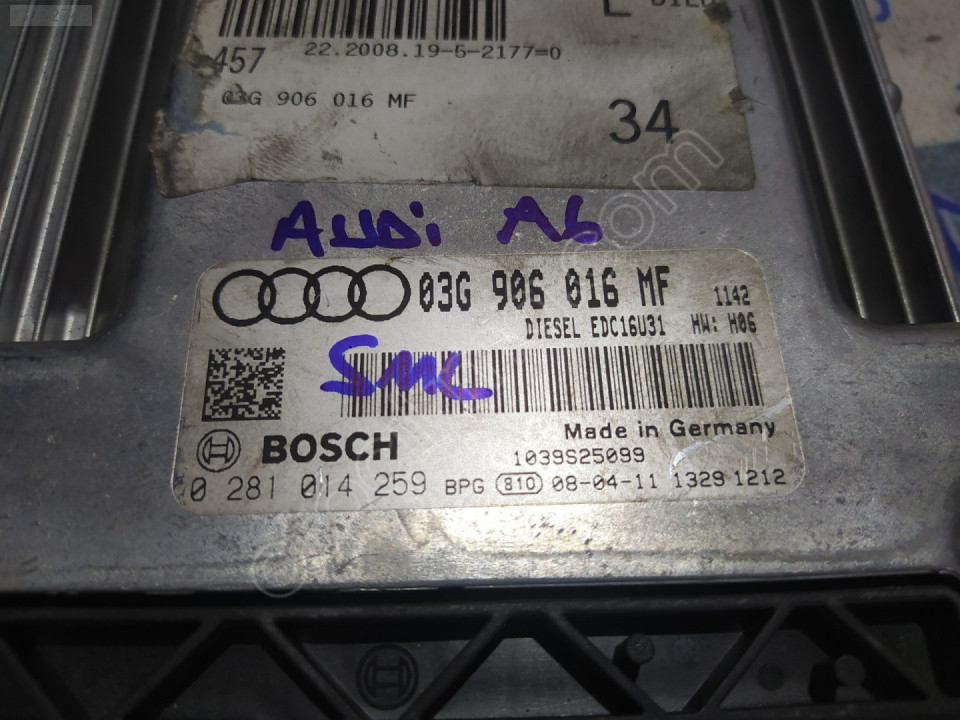 457
22.2008.19-5-2177=0
03G 906 016 MF
34
AUDi A6
03G 906 016 MF 1142
DIESEL EDC16U31 HW: H06
SML
BOSCH
Made in Germany
1039S25099
0 281 014 259 BPG 810 08-04-11 1329 1212
BOSCH